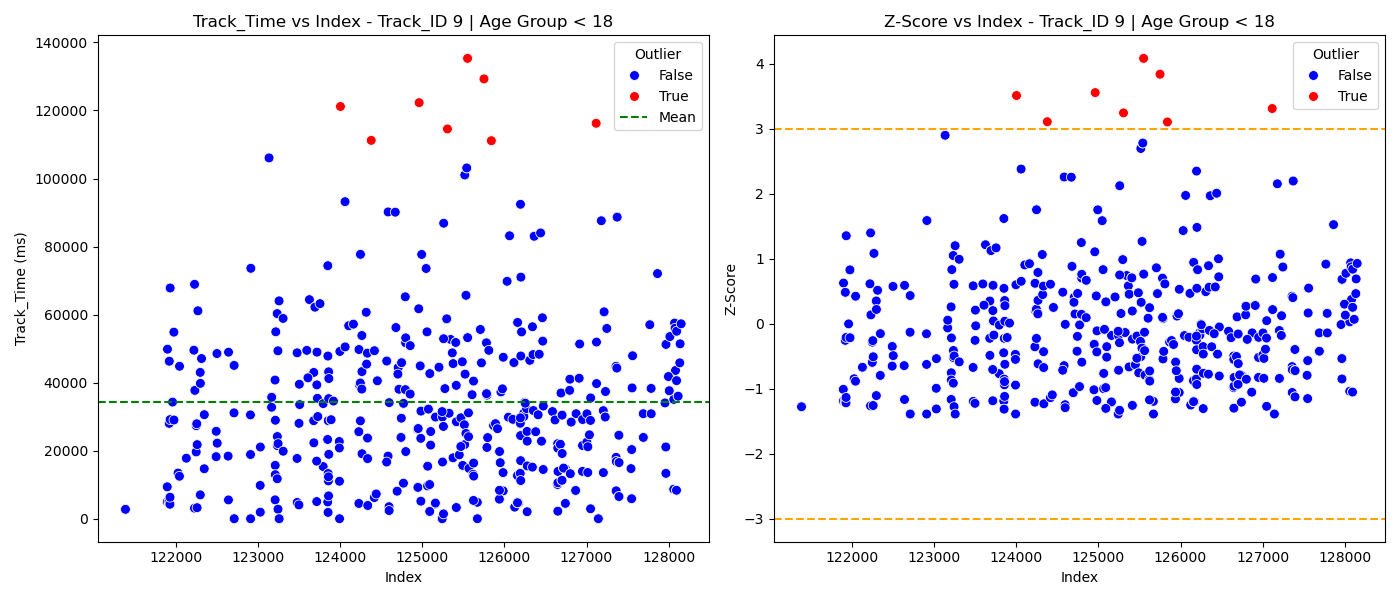 Track_Time vs Index - Track_ID 9 | Age Group < 18
Track_Time (ms)
140000
120000
100000
80000
60000
40000
20000
0
122000
123000
124000
125000
126000
127000
128000
Index
Outlier
False
True
Mean
Z-Score vs Index - Track_ID 9 | Age Group < 18
Z-Score
4
3
2
1
0
−1
−2
−3
122000
123000
124000
125000
126000
127000
128000
Index
Outlier
False
True